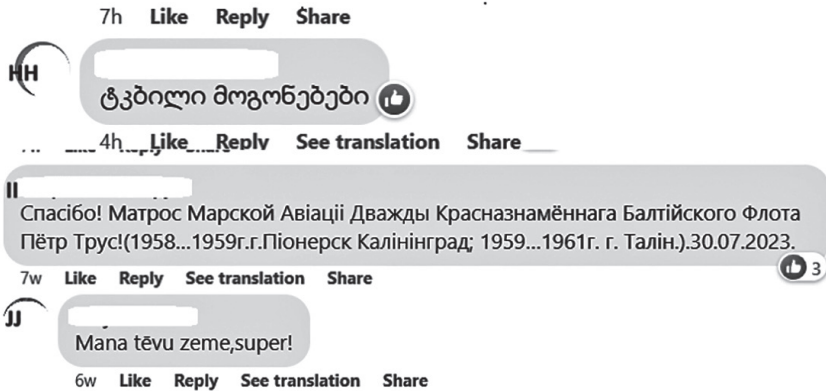 7h Like Reply Share
HH
ტკბილი მოგონებები
4h Like Reply See translation Share
II
Спасібо! Матрос Марской Авіаціі Дважды Красназнамённага Балтійского Флота
Пётр Трус!(1958...1959г.г.Піонерск Калінінград; 1959...1961г. г. Талін.).30.07.2023.
3
7w Like Reply See translation Share
JJ
Mana tēvu zeme,super!
6w Like Reply See translation Share